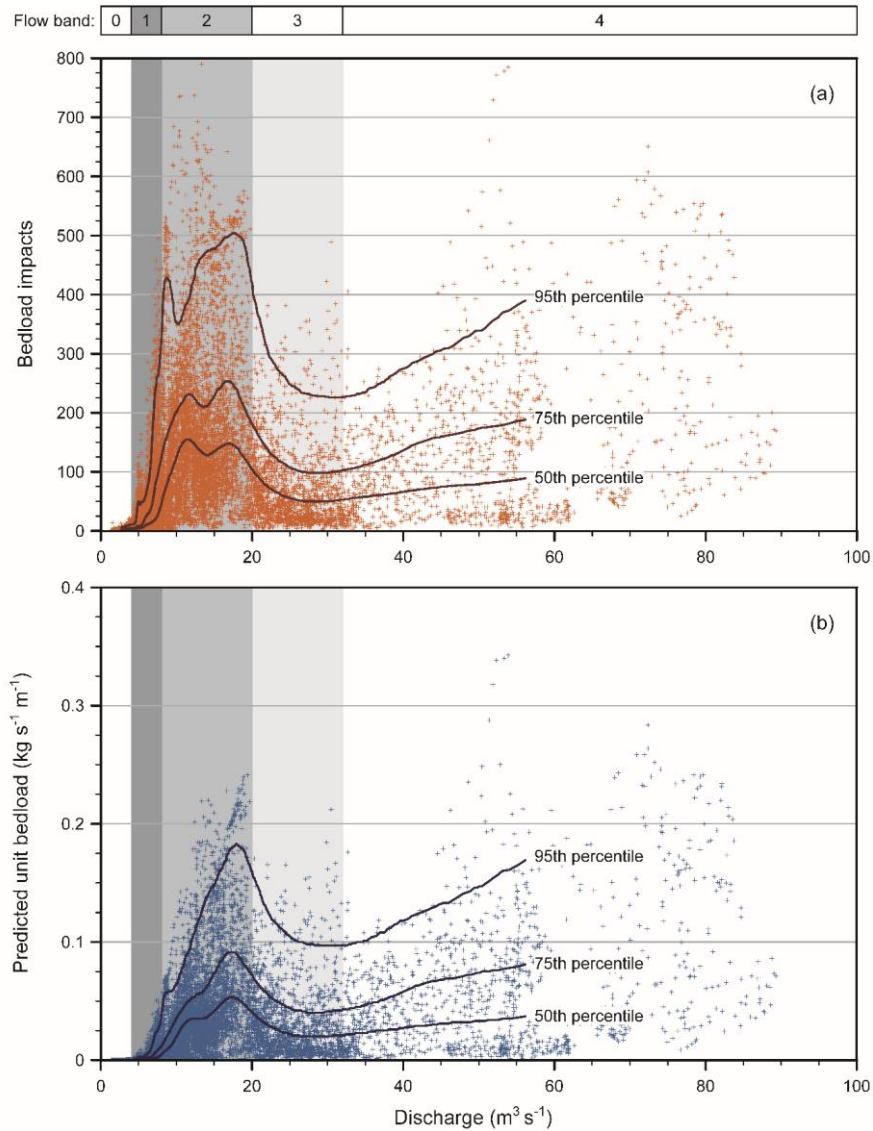 Flow band: 0 1 2 3 4
(a)
800
700
600
500
400
300
200
100
0
Bedload impacts
95th percentile
75th percentile
50th percentile
0 20 40 60 80 100
(b)
0.4
0.3
0.2
0.1
0
Predicted unit bedload (kg s⁻¹ m⁻¹)
95th percentile
75th percentile
50th percentile
0 20 40 60 80 100
Discharge (m³ s⁻¹)